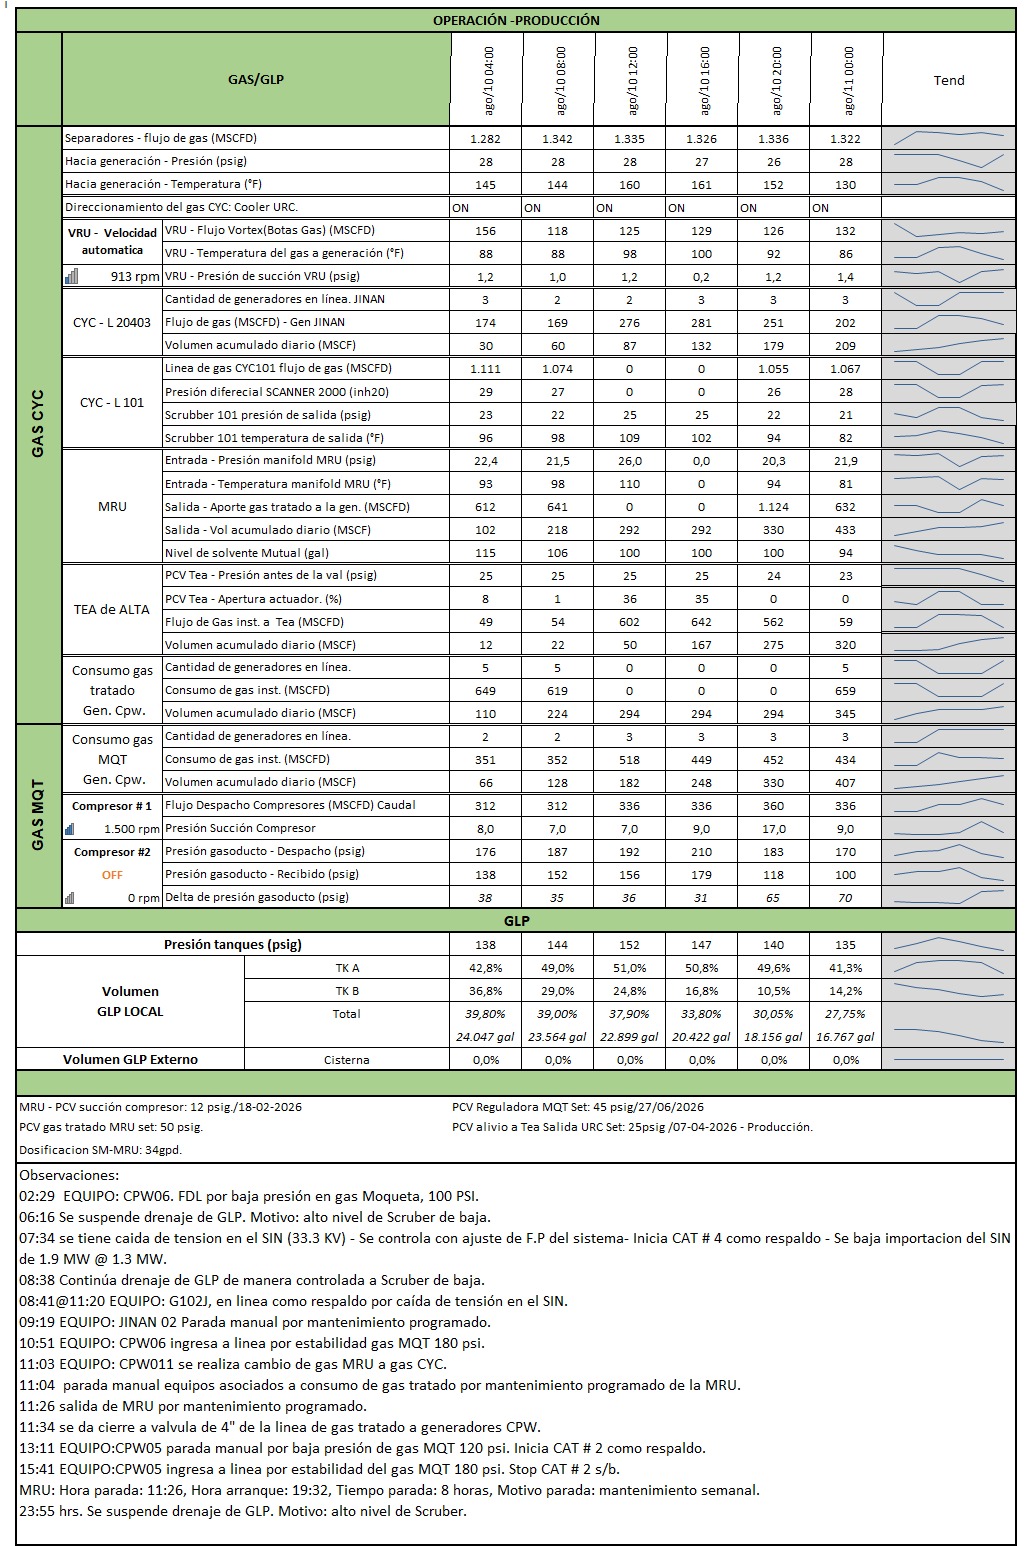 OPERACIÓN -PRODUCCIÓN
GAS/GLP ago/10 04:00 ago/10 08:00 ago/10 12:00 ago/10 16:00 ago/10 20:00 ago/11 00:00 Tend
GAS CYC
Separadores - flujo de gas (MSCFD) 1.282 1.342 1.335 1.326 1.336 1.322
Hacia generación - Presión (psig) 28 28 28 27 26 28
Hacia generación - Temperatura (°F) 145 144 160 161 152 130
Direccionamiento del gas CYC: Cooler URC. ON ON ON ON ON ON
VRU - Velocidad automatica
913 rpm
VRU - Flujo Vortex(Botas Gas) (MSCFD) 156 118 125 129 126 132
VRU - Temperatura del gas a generación (°F) 88 88 98 100 92 86
VRU - Presión de succión VRU (psig) 1,2 1,0 1,2 0,2 1,2 1,4
CYC - L 20403
Cantidad de generadores en línea. JINAN 3 2 2 3 3 3
Flujo de gas (MSCFD) - Gen JINAN 174 169 276 281 251 202
Volumen acumulado diario (MSCF) 30 60 87 132 179 209
CYC - L 101
Linea de gas CYC101 flujo de gas (MSCFD) 1.111 1.074 0 0 1.055 1.067
Presión diferecial SCANNER 2000 (inh20) 29 27 0 0 26 28
Scrubber 101 presión de salida (psig) 23 22 25 25 22 21
Scrubber 101 temperatura de salida (°F) 96 98 109 102 94 82
MRU
Entrada - Presión manifold MRU (psig) 22,4 21,5 26,0 0,0 20,3 21,9
Entrada - Temperatura manifold MRU (°F) 93 98 110 0 94 81
Salida - Aporte gas tratado a la gen. (MSCFD) 612 641 0 0 1.124 632
Salida - Vol acumulado diario (MSCF) 102 218 292 292 330 433
Nivel de solvente Mutual (gal) 115 106 100 100 100 94
TEA de ALTA
PCV Tea - Presión antes de la val (psig) 25 25 25 25 24 23
PCV Tea - Apertura actuador. (%) 8 1 36 35 0 0
Flujo de Gas inst. a Tea (MSCFD) 49 54 602 642 562 59
Volumen acumulado diario (MSCF) 12 22 50 167 275 320
Consumo gas tratado Gen. Cpw.
Cantidad de generadores en línea. 5 5 0 0 0 5
Consumo de gas inst. (MSCFD) 649 619 0 0 0 659
Volumen acumulado diario (MSCF) 110 224 294 294 294 345
GAS MQT
Consumo gas MQT Gen. Cpw.
Cantidad de generadores en línea. 2 2 3 3 3 3
Consumo de gas inst. (MSCFD) 351 352 518 449 452 434
Volumen acumulado diario (MSCF) 66 128 182 248 330 407
Compresor # 1
1.500 rpm
Flujo Despacho Compresores (MSCFD) Caudal 312 312 336 336 360 336
Presión Succión Compresor 8,0 7,0 7,0 9,0 17,0 9,0
Compresor #2
OFF
0 rpm
Presión gasoducto - Despacho (psig) 176 187 192 210 183 170
Presión gasoducto - Recibido (psig) 138 152 156 179 118 100
Delta de presión gasoducto (psig) 38 35 36 31 65 70
GLP
Presión tanques (psig) 138 144 152 147 140 135
Volumen
GLP LOCAL
TK A 42,8% 49,0% 51,0% 50,8% 49,6% 41,3%
TK B 36,8% 29,0% 24,8% 16,8% 10,5% 14,2%
Total 39,80% 39,00% 37,90% 33,80% 30,05% 27,75%
24.047 gal 23.564 gal 22.899 gal 20.422 gal 18.156 gal 16.767 gal
Volumen GLP Externo Cisterna 0,0% 0,0% 0,0% 0,0% 0,0% 0,0%
MRU - PCV succión compresor: 12 psig./18-02-2026 PCV Reguladora MQT Set: 45 psig/27/06/2026
PCV gas tratado MRU set: 50 psig. PCV alivio a Tea Salida URC Set: 25psig /07-04-2026 - Producción.
Dosificacion SM-MRU: 34gpd.
Observaciones:
02:29 EQUIPO: CPW06. FDL por baja presión en gas Moqueta, 100 PSI.
06:16 Se suspende drenaje de GLP. Motivo: alto nivel de Scruber de baja.
07:34 se tiene caida de tension en el SIN (33.3 KV) - Se controla con ajuste de F.P del sistema- Inicia CAT # 4 como respaldo - Se baja importacion del SIN
de 1.9 MW @ 1.3 MW.
08:38 Continúa drenaje de GLP de manera controlada a Scruber de baja.
08:41@11:20 EQUIPO: G102J, en linea como respaldo por caída de tensión en el SIN.
09:19 EQUIPO: JINAN 02 Parada manual por mantenimiento programado.
10:51 EQUIPO: CPW06 ingresa a linea por estabilidad gas MQT 180 psi.
11:03 EQUIPO: CPW011 se realiza cambio de gas MRU a gas CYC.
11:04 parada manual equipos asociados a consumo de gas tratado por mantenimiento programado de la MRU.
11:26 salida de MRU por mantenimiento programado.
11:34 se da cierre a valvula de 4" de la linea de gas tratado a generadores CPW.
13:11 EQUIPO:CPW05 parada manual por baja presión de gas MQT 120 psi. Inicia CAT # 2 como respaldo.
15:41 EQUIPO:CPW05 ingresa a linea por estabilidad del gas MQT 180 psi. Stop CAT # 2 s/b.
MRU: Hora parada: 11:26, Hora arranque: 19:32, Tiempo parada: 8 horas, Motivo parada: mantenimiento semanal.
23:55 hrs. Se suspende drenaje de GLP. Motivo: alto nivel de Scruber.